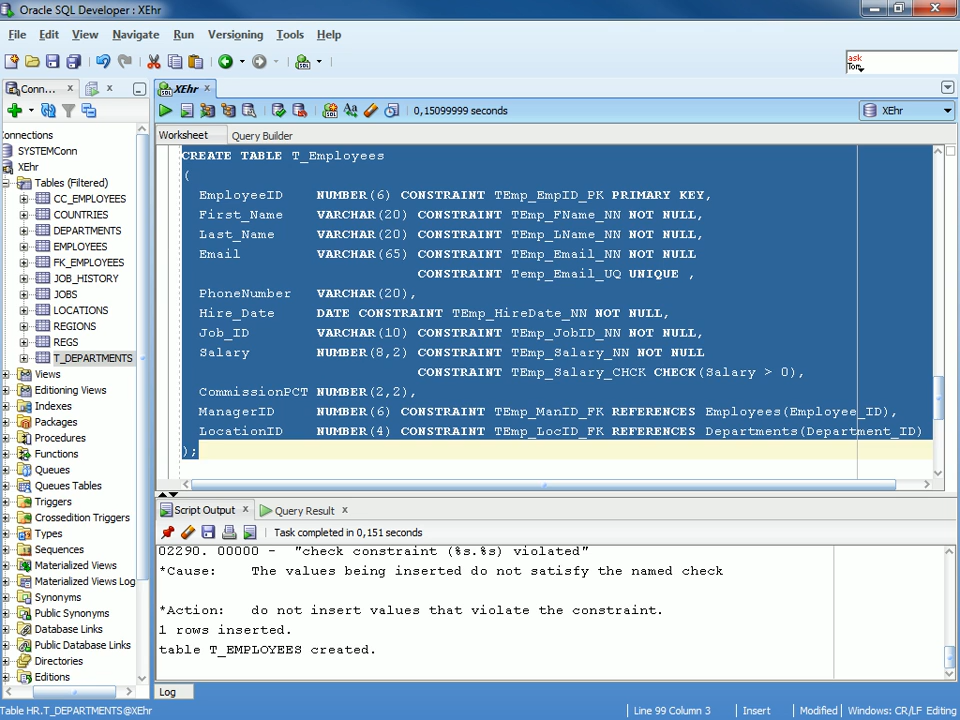 Oracle SQL Developer : XEhr
File Edit View Navigate Run Versioning Tools Help
ask
Tom
Conn...
XEhr
0,15099999 seconds
XEhr
Worksheet Query Builder
onnections
SYSTEMConn
XEhr
Tables (Filtered)
CC_EMPLOYEES
COUNTRIES
DEPARTMENTS
EMPLOYEES
FK_EMPLOYEES
JOB_HISTORY
JOBS
LOCATIONS
REGIONS
REGS
T_DEPARTMENTS
Views
Editioning Views
Indexes
Packages
Procedures
Functions
Queues
Queues Tables
Triggers
Crossedition Triggers
Types
Sequences
Materialized Views
Materialized Views Log
Synonyms
Public Synonyms
Database Links
Public Database Links
Directories
Editions
CREATE TABLE T_Employees
(
EmployeeID NUMBER(6) CONSTRAINT TEmp_EmpID_PK PRIMARY KEY,
First_Name VARCHAR(20) CONSTRAINT TEmp_FName_NN NOT NULL,
Last_Name VARCHAR(20) CONSTRAINT TEmp_LName_NN NOT NULL,
Email VARCHAR(65) CONSTRAINT TEmp_Email_NN NOT NULL
CONSTRAINT Temp_Email_UQ UNIQUE ,
PhoneNumber VARCHAR(20),
Hire_Date DATE CONSTRAINT TEmp_HireDate_NN NOT NULL,
Job_ID VARCHAR(10) CONSTRAINT TEmp_JobID_NN NOT NULL,
Salary NUMBER(8,2) CONSTRAINT TEmp_Salary_NN NOT NULL
CONSTRAINT TEmp_Salary_CHCK CHECK(Salary > 0),
CommissionPCT NUMBER(2,2),
ManagerID NUMBER(6) CONSTRAINT TEmp_ManID_FK REFERENCES Employees(Employee_ID),
LocationID NUMBER(4) CONSTRAINT TEmp_LocID_FK REFERENCES Departments(Department_ID)
);
Script Output Query Result
Task completed in 0,151 seconds
02290. 00000 - "check constraint (%s.%s) violated"
*Cause: The values being inserted do not satisfy the named check
*Action: do not insert values that violate the constraint.
1 rows inserted.
table T_EMPLOYEES created.
Log
Table HR.T_DEPARTMENTS@XEhr
Line 99 Column 3 Insert Modified Windows: CR/LF Editing